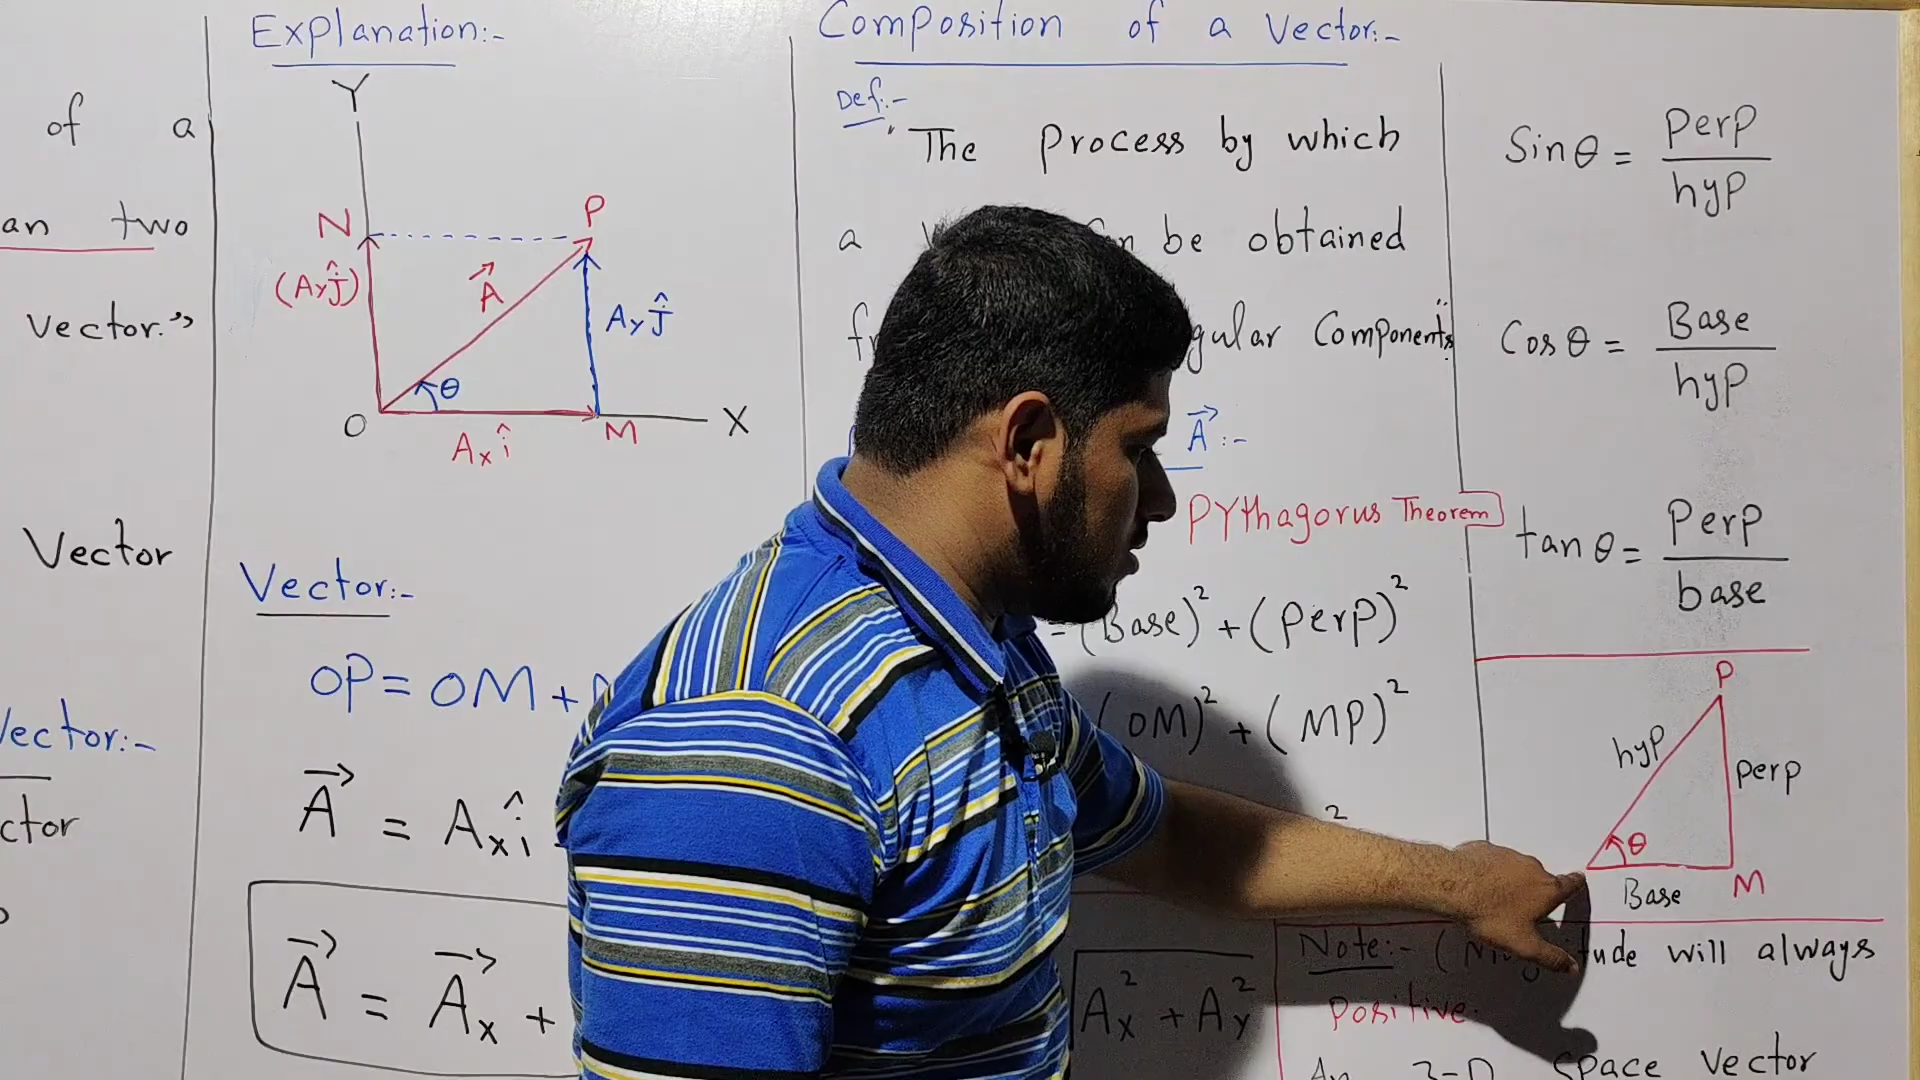 of a
an two
Vector."
Vector
Vector:-
ctor
Explanation:-
Y
N
P
(AyĴ)
A⃗
AyĴ
θ
O
Axî
M
X
Vector:-
OP = OM +
A⃗ = Axî
A⃗ = A⃗x +
Composition of a Vector:-
Def:-
"The Process by which
a be obtained
gular Components"
A⃗ :-
Pythagorus Theorem
= (Base)² + (perp)²
(OM)² + (MP)²
2
Ax² + Ay²
Sinθ = perp/hyp
Cosθ = Base/hyp
tanθ = Perp/base
P
hyp
perp
θ
Base
M
Note:- ( tude will always
Positive.
3-D space Vector